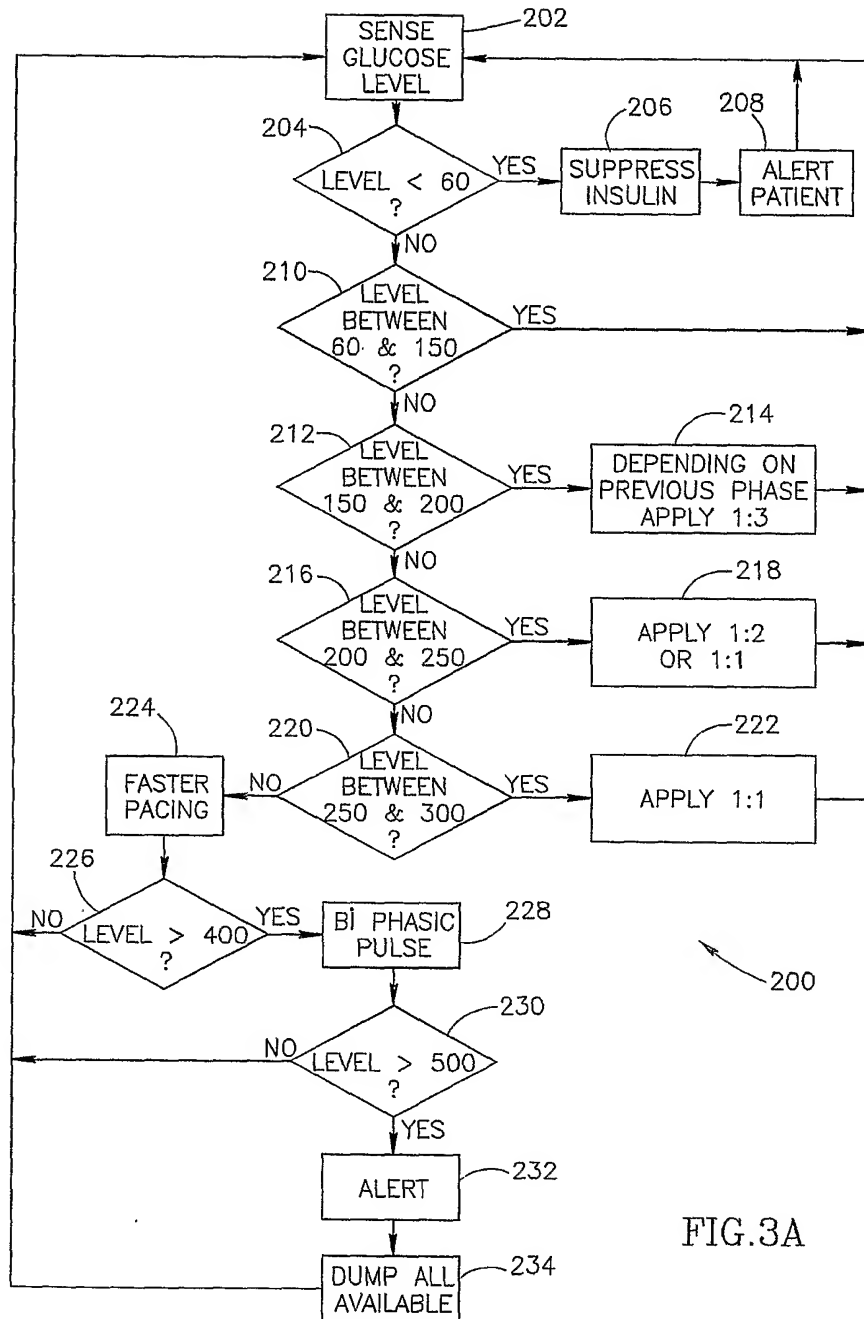 202
SENSE
GLUCOSE
LEVEL
204
LEVEL < 60
?
YES
206
SUPPRESS
INSULIN
208
ALERT
PATIENT
NO
210
LEVEL
BETWEEN
60 & 150
?
YES
NO
212
LEVEL
BETWEEN
150 & 200
?
YES
214
DEPENDING ON
PREVIOUS PHASE
APPLY 1:3
NO
216
LEVEL
BETWEEN
200 & 250
?
YES
218
APPLY 1:2
OR 1:1
NO
220
LEVEL
BETWEEN
250 & 300
?
YES
222
APPLY 1:1
NO
224
FASTER
PACING
226
LEVEL > 400
?
NO
YES
BI PHASIC
PULSE
228
200
230
LEVEL > 500
?
NO
YES
ALERT
232
DUMP ALL
AVAILABLE
234
FIG.3A